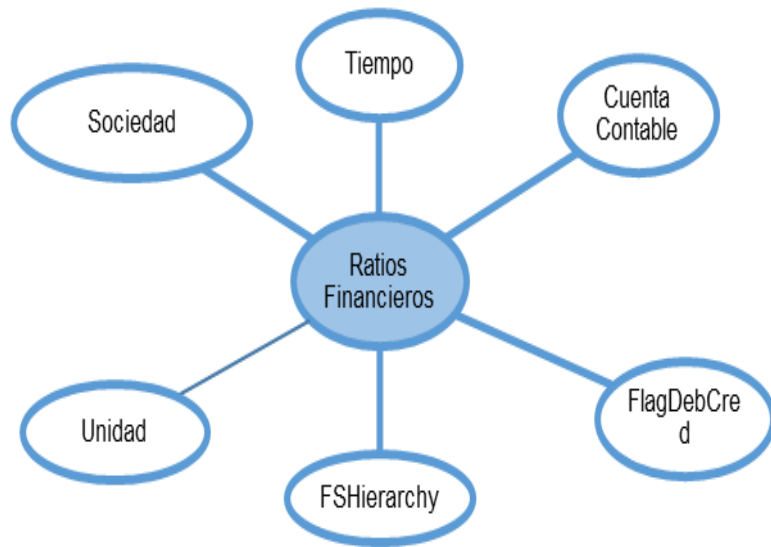 Tiempo
Sociedad
Cuenta
Contable
Ratios
Financieros
Unidad
FlagDebCre
d
FSHierarchy